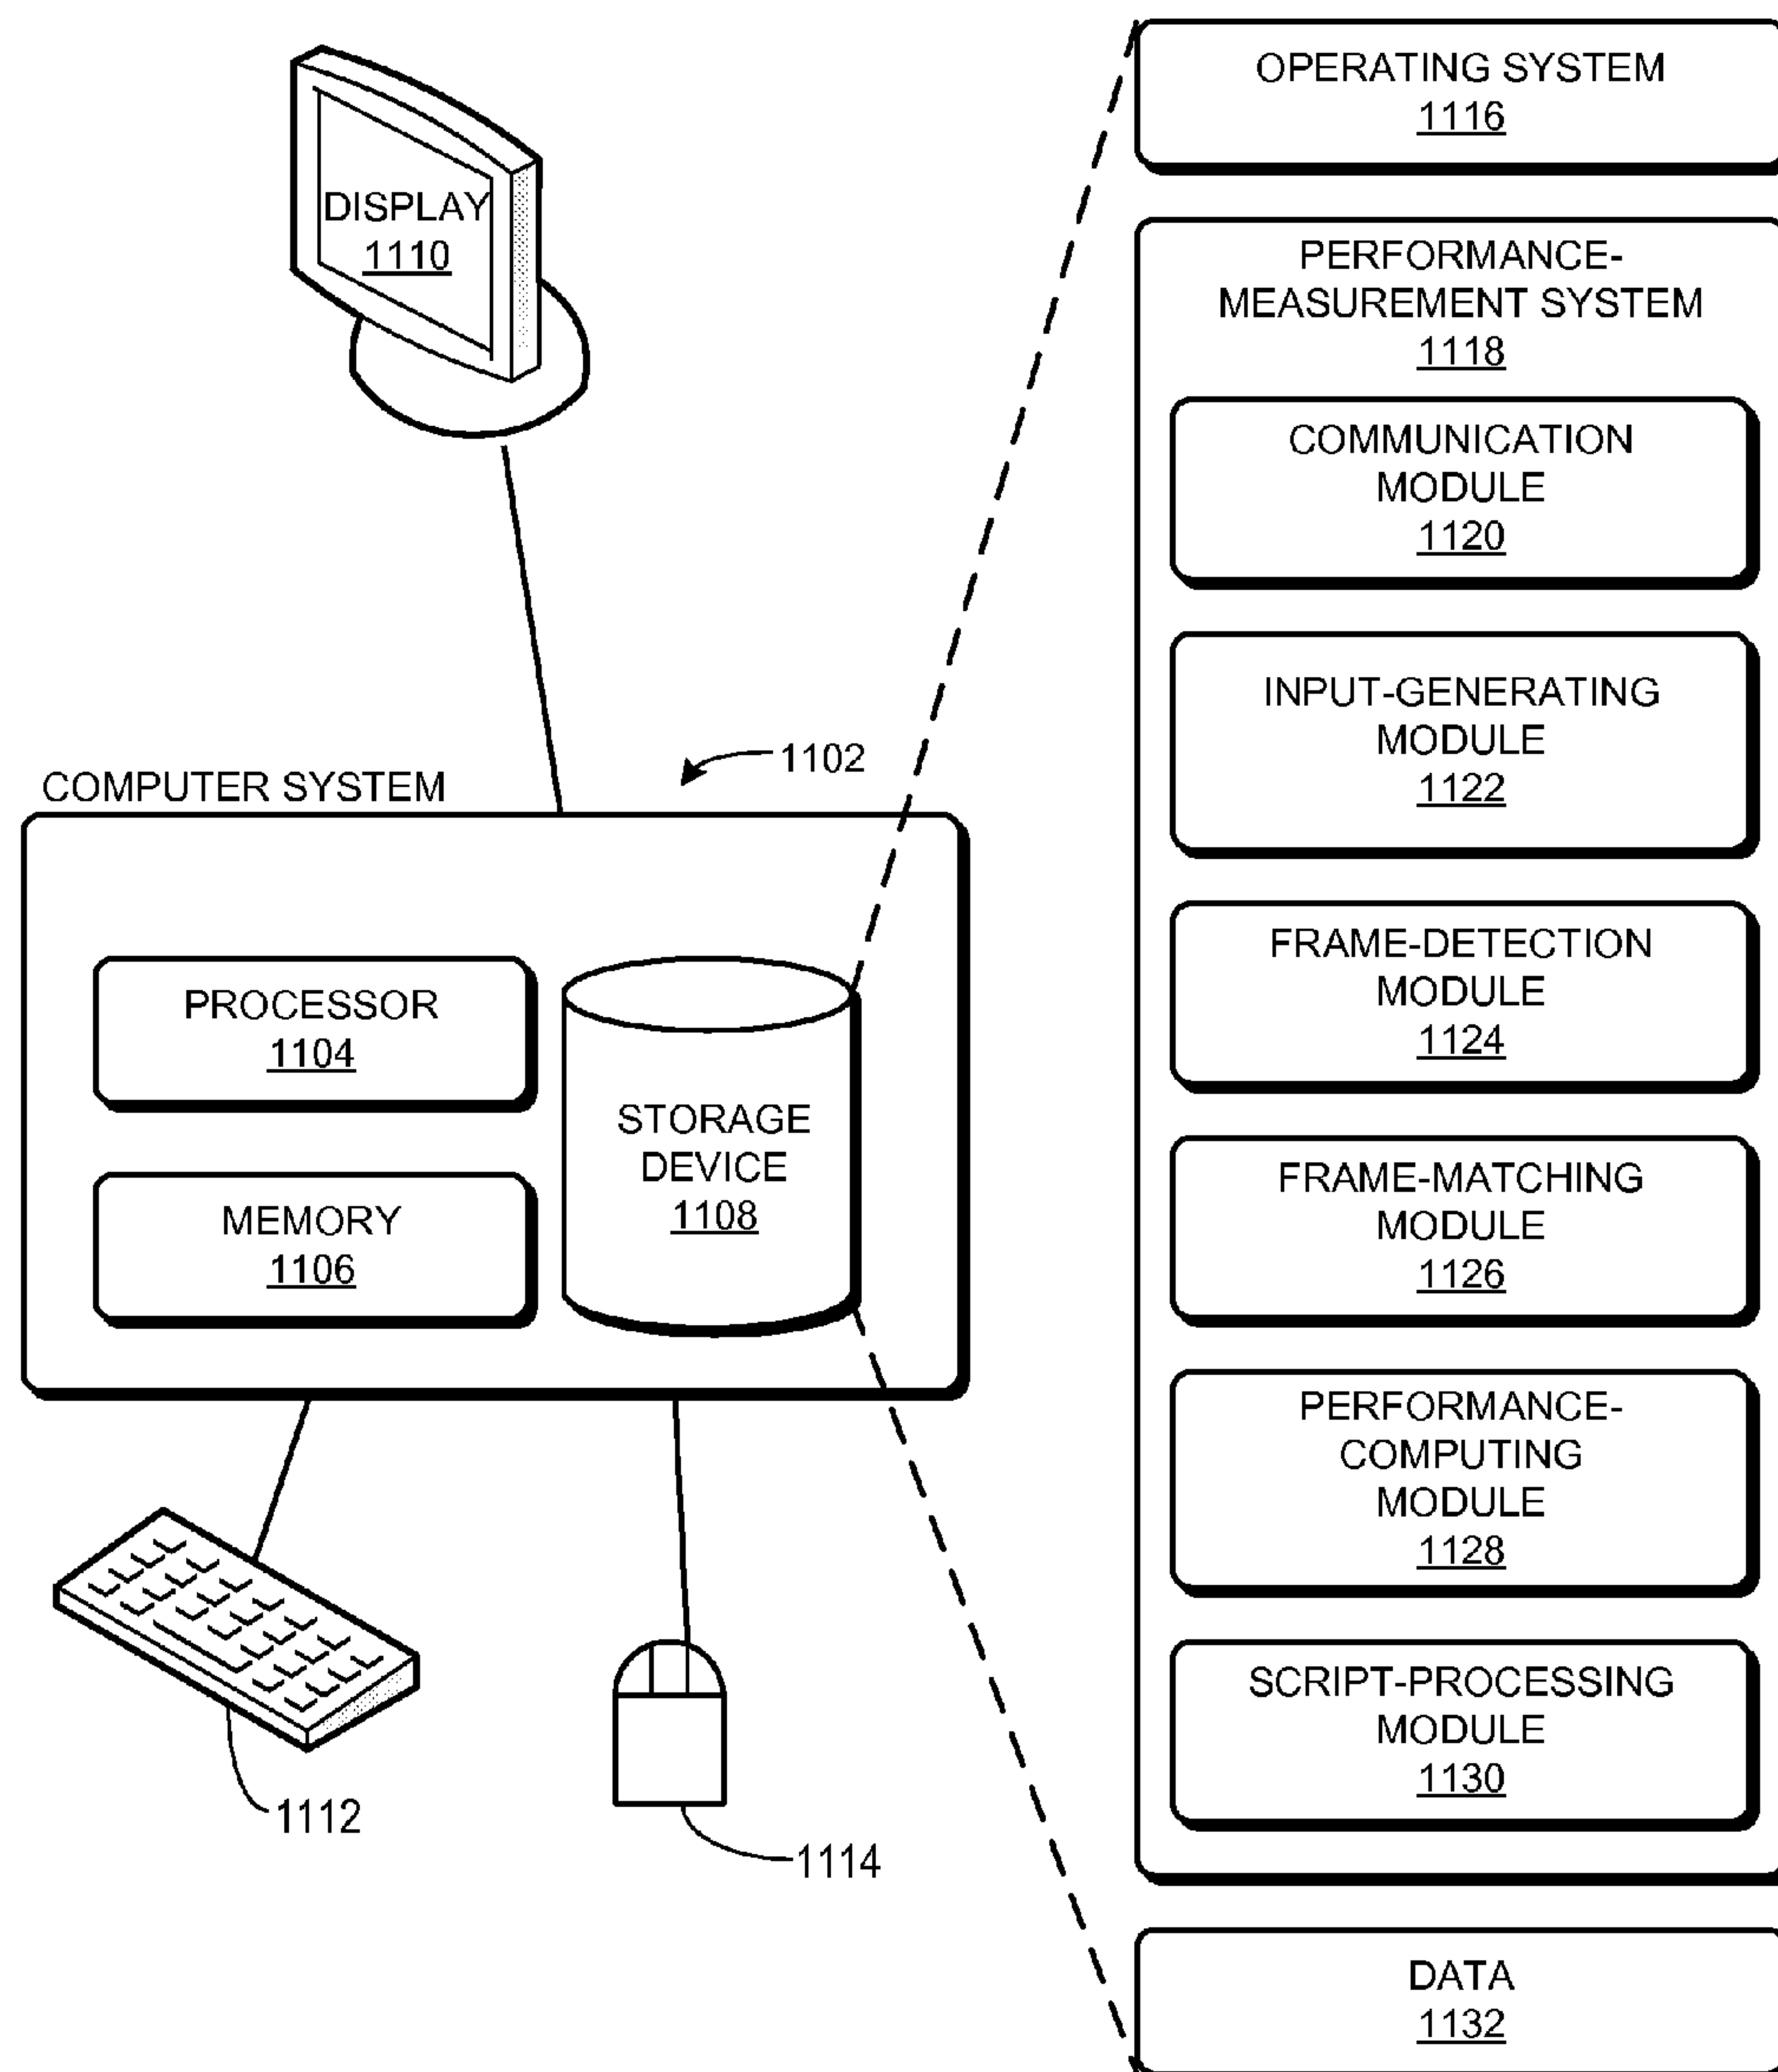 DISPLAY
1110
COMPUTER SYSTEM
1102
PROCESSOR
1104
MEMORY
1106
STORAGE
DEVICE
1108
1112
1114
OPERATING SYSTEM
1116
PERFORMANCE-
MEASUREMENT SYSTEM
1118
COMMUNICATION
MODULE
1120
INPUT-GENERATING
MODULE
1122
FRAME-DETECTION
MODULE
1124
FRAME-MATCHING
MODULE
1126
PERFORMANCE-
COMPUTING
MODULE
1128
SCRIPT-PROCESSING
MODULE
1130
DATA
1132